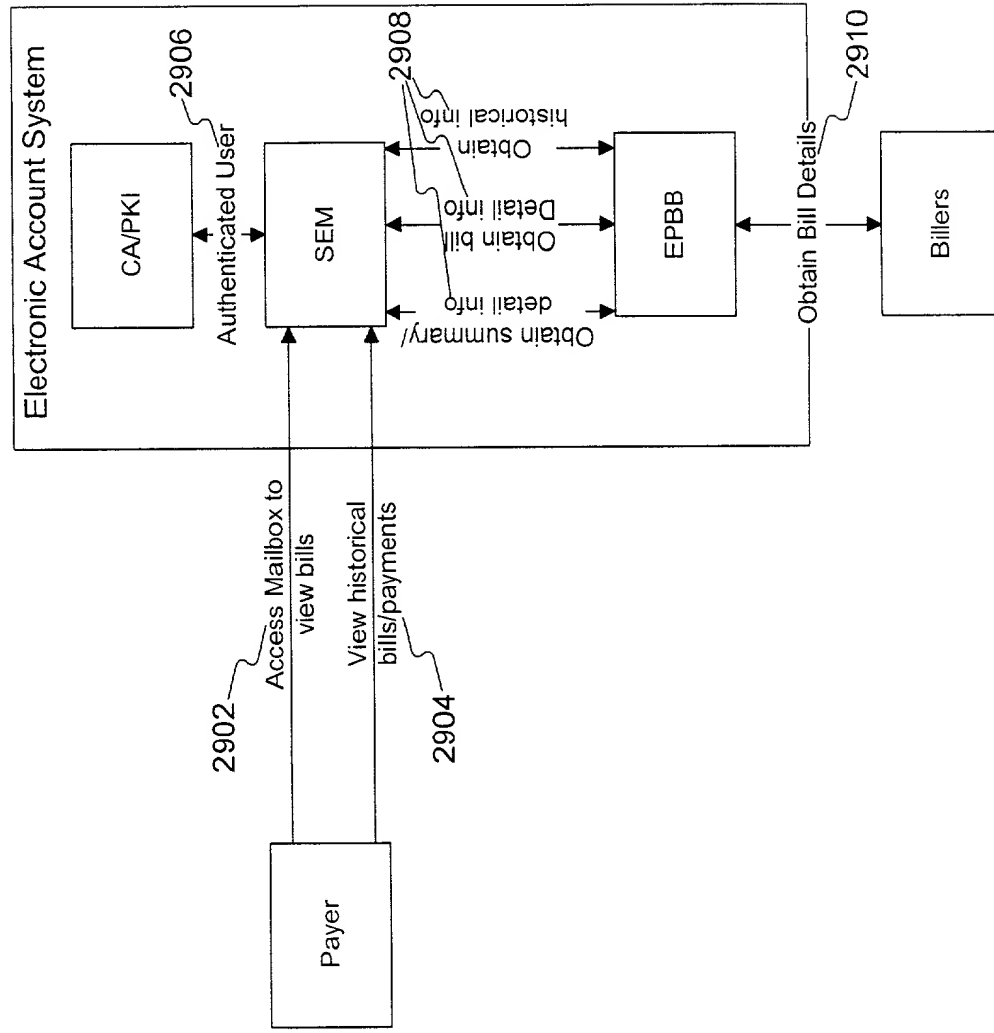 Electronic Account System
CA/PKI
2906
Authenticated User
SEM
2908
Obtain summary/
detail info
Obtain bill
Detail info
Obtain
historical info
EPBB
Obtain Bill Details
2910
Billers
2902
Access Mailbox to
view bills
View historical
bills/payments
2904
Payer